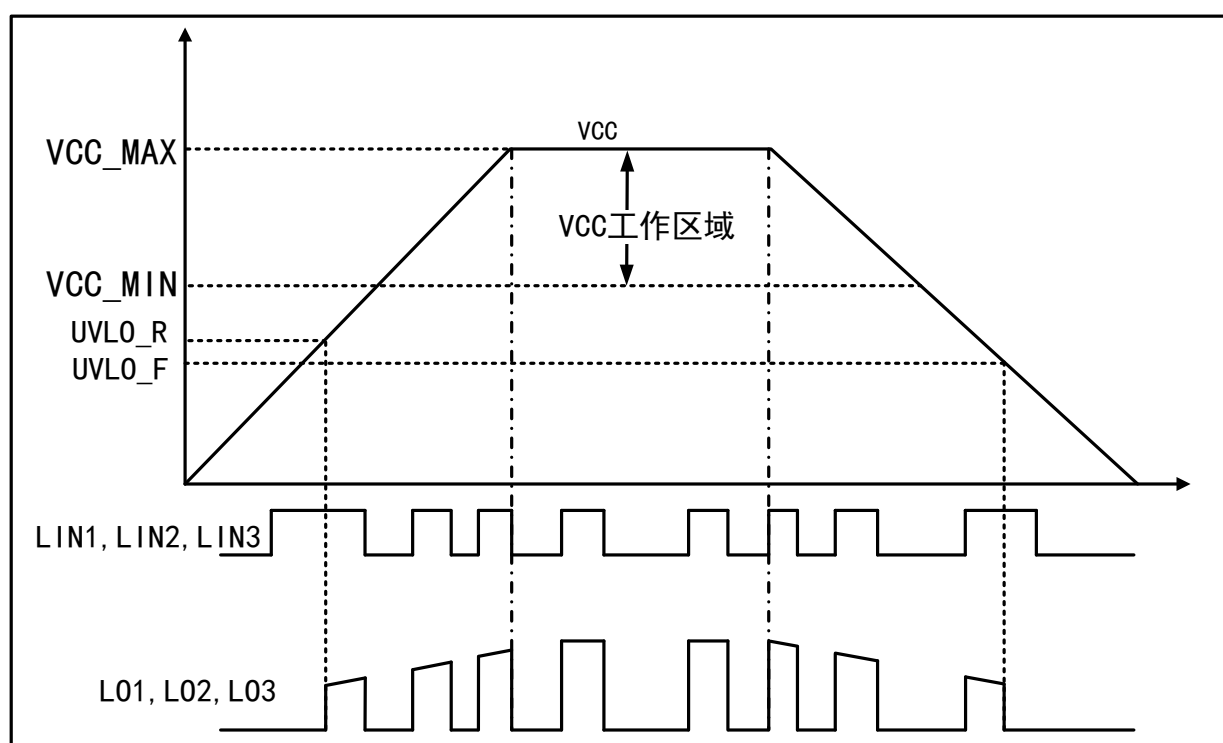 VCC
VCC_MAX
VCC工作区域
VCC_MIN
UVLO_R
UVLO_F
LIN1,LIN2,LIN3
LO1,LO2,LO3